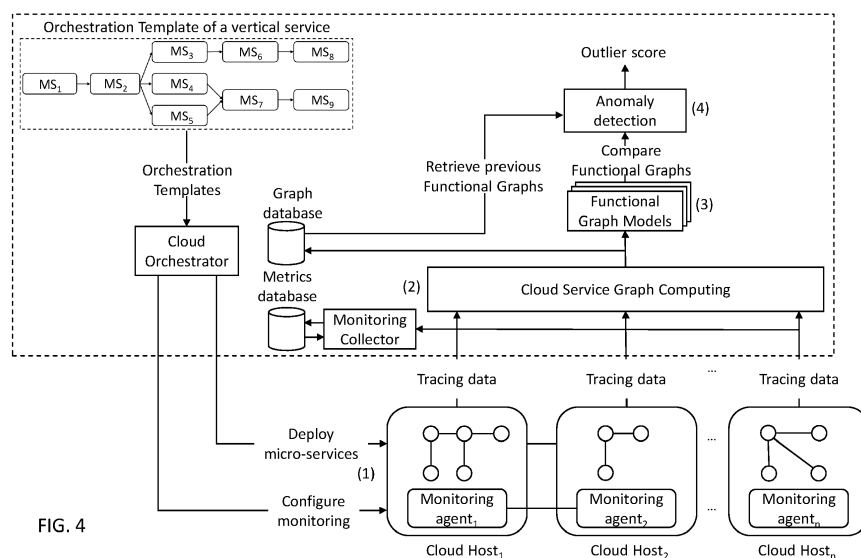 Orchestration Template of a vertical service
MS1
MS2
MS3
MS6
MS8
MS4
MS7
MS9
MS5
Orchestration
Templates
Cloud
Orchestrator
Outlier score
Anomaly
detection
(4)
Retrieve previous
Functional Graphs
Compare
Functional Graphs
Functional
Graph Models
(3)
Graph
database
Metrics
database
(2)
Cloud Service Graph Computing
Monitoring
Collector
Tracing data
Tracing data
...
Tracing data
Deploy
micro-services
(1)
Configure
monitoring
...
Monitoring
agent1
Monitoring
agent2
...
Monitoring
agentn
Cloud Host1
Cloud Host2
...
Cloud Hostn
FIG. 4